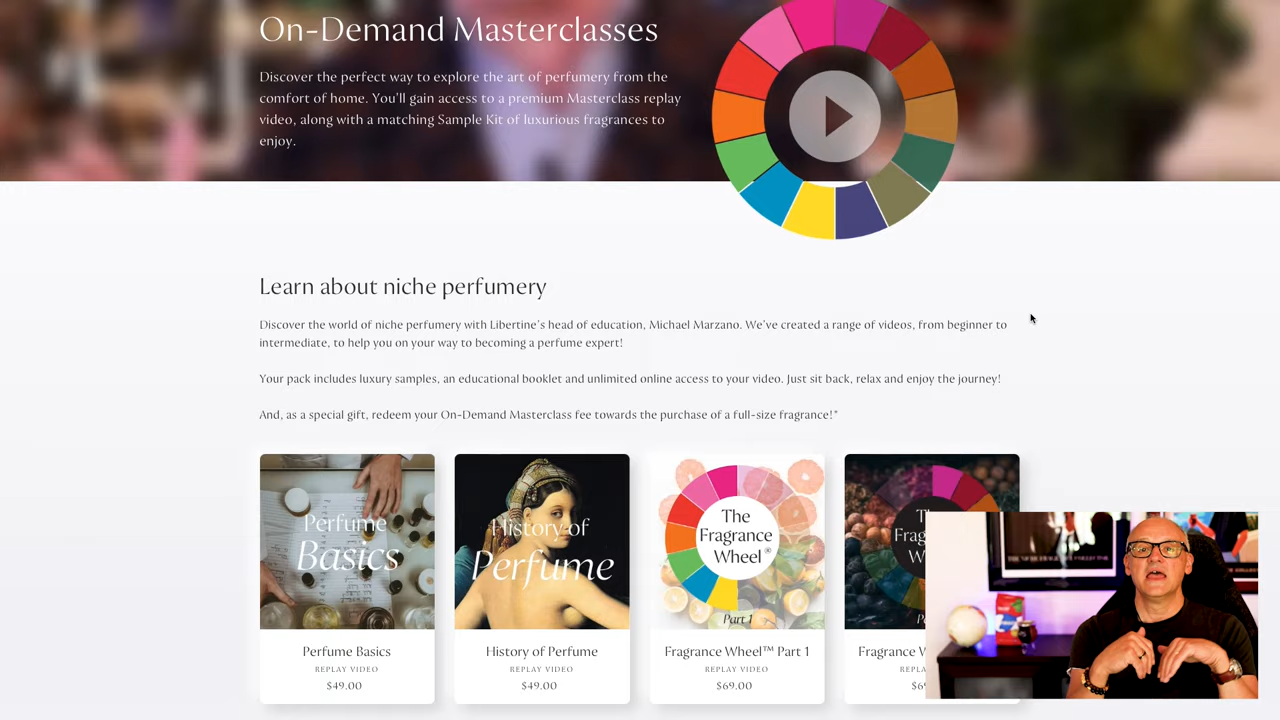 On-Demand Masterclasses
Discover the perfect way to explore the art of perfumery from the
comfort of home. You'll gain access to a premium Masterclass replay
video, along with a matching Sample Kit of luxurious fragrances to
enjoy.
Learn about niche perfumery
Discover the world of niche perfumery with Libertine's head of education, Michael Marzano. We've created a range of videos, from beginner to
intermediate, to help you on your way to becoming a perfume expert!
Your pack includes luxury samples, an educational booklet and unlimited online access to your video. Just sit back, relax and enjoy the journey!
And, as a special gift, redeem your On-Demand Masterclass fee towards the purchase of a full-size fragrance!*
Perfume
Basics
History of
Perfume
The
Fragrance
Wheel®
Part 1
Perfume Basics
REPLAY VIDEO
$49.00
History of Perfume
REPLAY VIDEO
$49.00
Fragrance Wheel™ Part 1
REPLAY VIDEO
$69.00
Fragrance